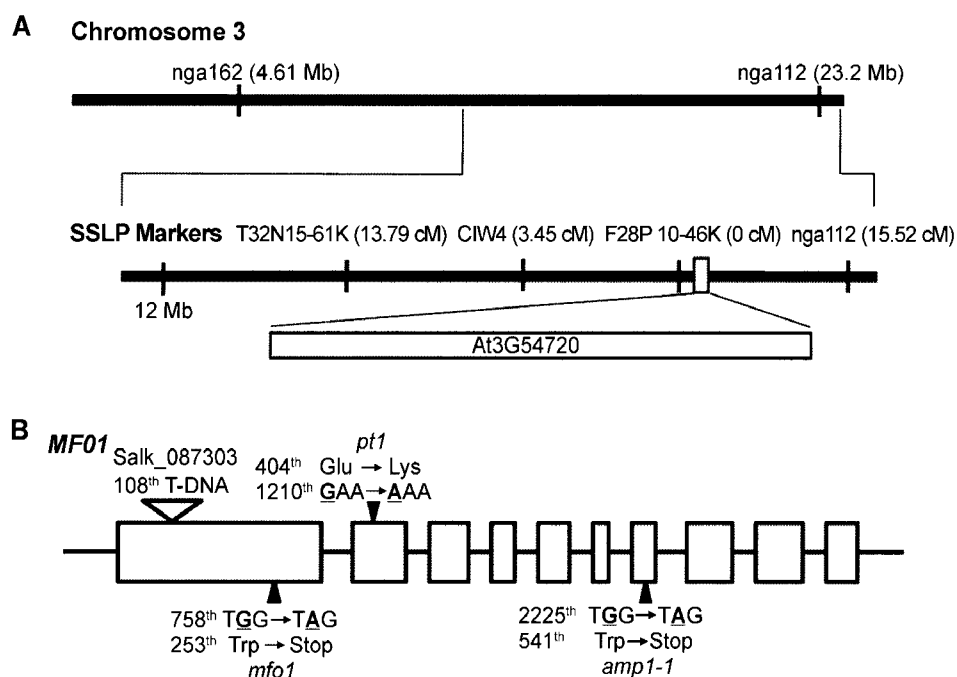 A Chromosome 3
nga162 (4.61 Mb) nga112 (23.2 Mb)
SSLP Markers T32N15-61K (13.79 cM) CIW4 (3.45 cM) F28P 10-46K (0 cM) nga112 (15.52 cM)
12 Mb
At3G54720
B
MF01
Salk_087303
108th T-DNA
pt1
404th Glu → Lys
1210th GAA→AAA
758th TGG→TAG
253th Trp → Stop
mfo1
2225th TGG→TAG
541th Trp→Stop
amp1-1